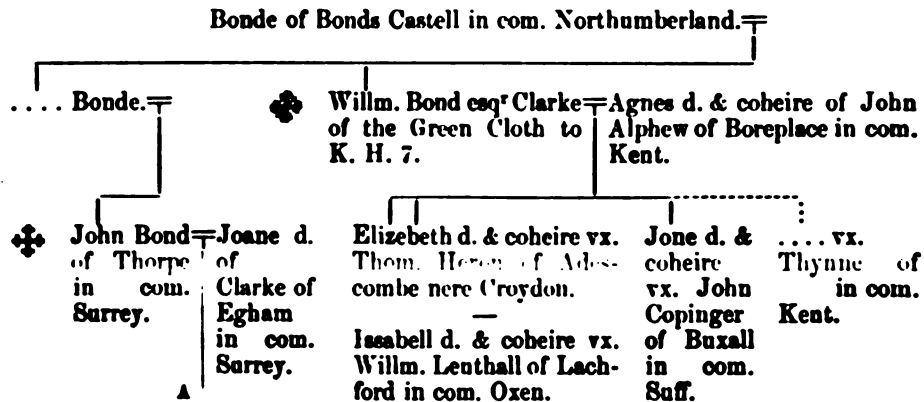 Bonde of Bonds Castell in com. Northumberland.
.... Bonde.
Willm. Bond esqr Clarke
of the Green Cloth to
K. H. 7.
Agnes d. & coheire of John
Alphew of Boreplace in com.
Kent.
John Bond
of Thorpe
in com.
Surrey.
Joane d.
of
Clarke of
Egham
in com.
Surrey.
A
Elizebeth d. & coheire vx.
Thom. Heron of Ades-
combe nere Croydon.
—
Issabell d. & coheire vx.
Willm. Lenthall of Lach-
ford in com. Oxen.
Jone d. &
coheire
vx. John
Copinger
of Buxall
in com.
Suff.
.... vx.
Thynne of
in com.
Kent.